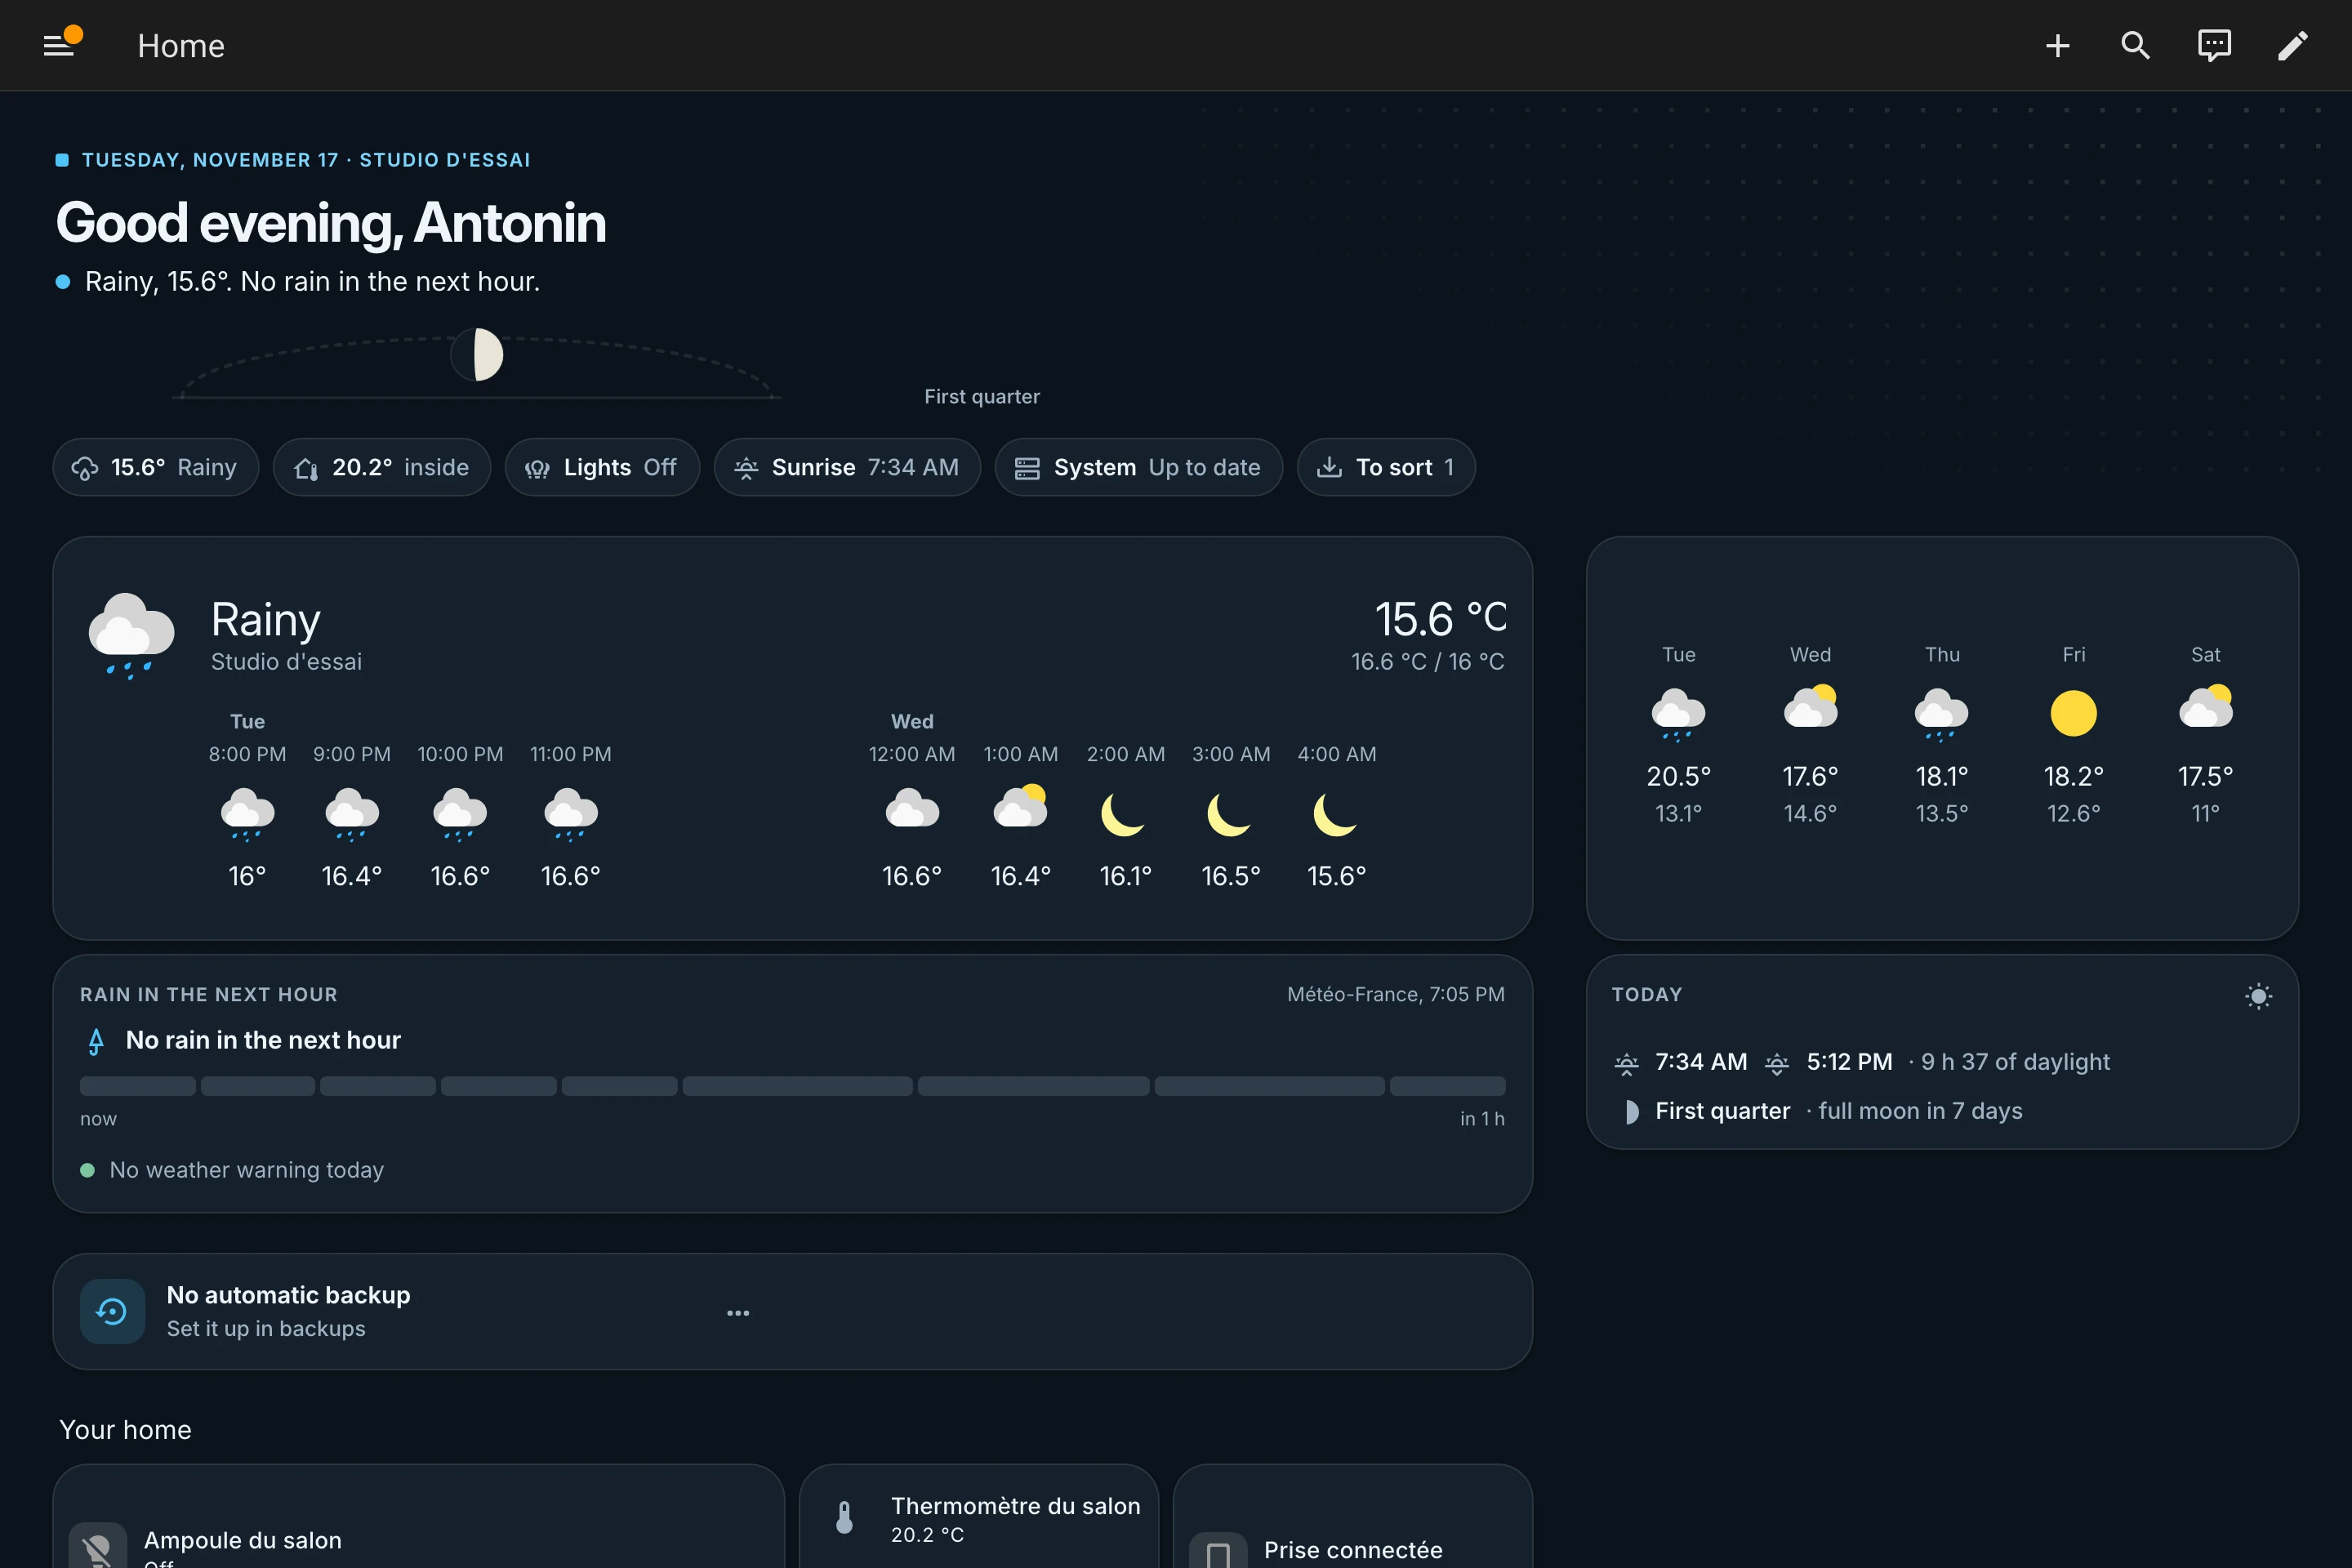 Home
TUESDAY, NOVEMBER 17 · STUDIO D'ESSAI
Good evening, Antonin
Rainy, 15.6°. No rain in the next hour.
First quarter
15.6° Rainy
20.2° inside
Lights Off
Sunrise 7:34 AM
System Up to date
To sort 1
Rainy
Studio d'essai
15.6 °C
16.6 °C / 16 °C
Tue
Wed
8:00 PM 9:00 PM 10:00 PM 11:00 PM 12:00 AM 1:00 AM 2:00 AM 3:00 AM 4:00 AM
16° 16.4° 16.6° 16.6° 16.6° 16.4° 16.1° 16.5° 15.6°
Tue Wed Thu Fri Sat
20.5° 17.6° 18.1° 18.2° 17.5°
13.1° 14.6° 13.5° 12.6° 11°
RAIN IN THE NEXT HOUR
Météo-France, 7:05 PM
No rain in the next hour
now
in 1 h
No weather warning today
TODAY
7:34 AM 5:12 PM · 9 h 37 of daylight
First quarter · full moon in 7 days
No automatic backup
Set it up in backups
Your home
Ampoule du salon
Off
Thermomètre du salon
20.2 °C
Prise connectée